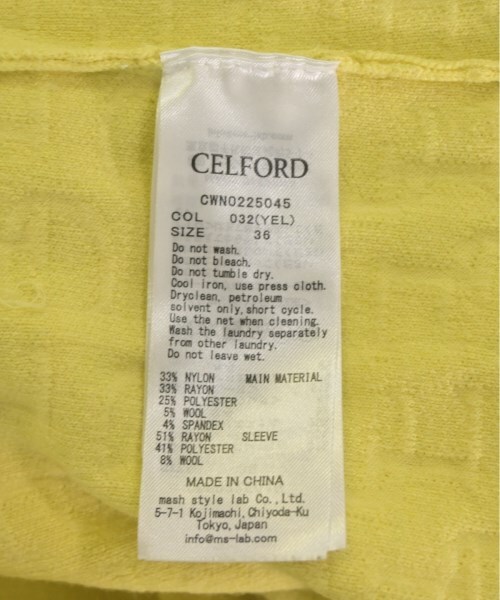 CELFORD
CWNO225045
COL 032(YEL)
SIZE 36
Do not wash.
Do not bleach.
Do not tumble dry.
Cool iron, use press cloth.
Dryclean, petroleum
solvent only, short cycle.
Use the net when cleening.
Wash the laundry separately
from other laundry.
Do not leave wet.
33% NYLON MAIN MATERIAL
33% RAYON
25% POLYESTER
5% WOOL
4% SPANDEX
51% RAYON SLEEVE
41% POLYESTER
8% WOOL
MADE IN CHINA
mash style lab Co., Ltd.
5-7-1 Kojimachi, Chiyoda-Ku
Tokyo, Japan
info@ms-lab.com